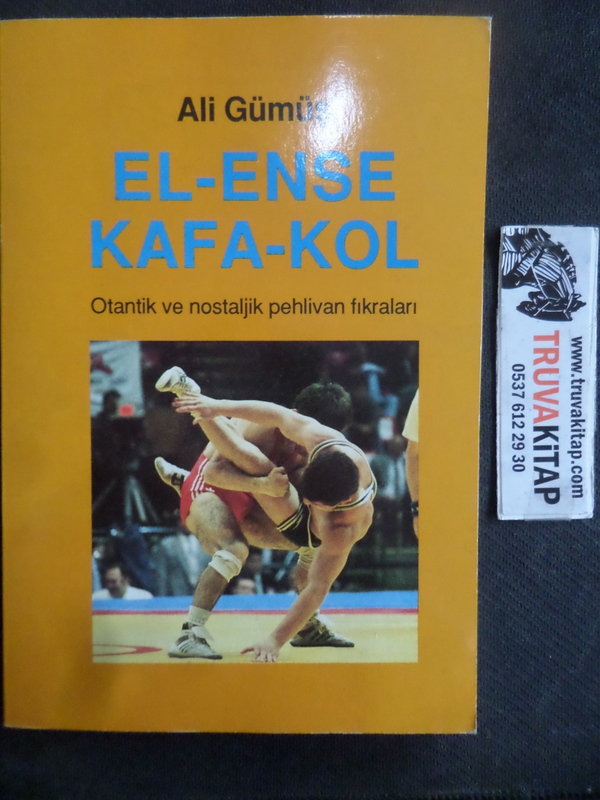 Ali Gümüş
EL-ENSE
KAFA-KOL
Otantik ve nostaljik pehlivan fıkraları
www.truvakitap.com
TRUVAKiTAP
0537 612 29 30